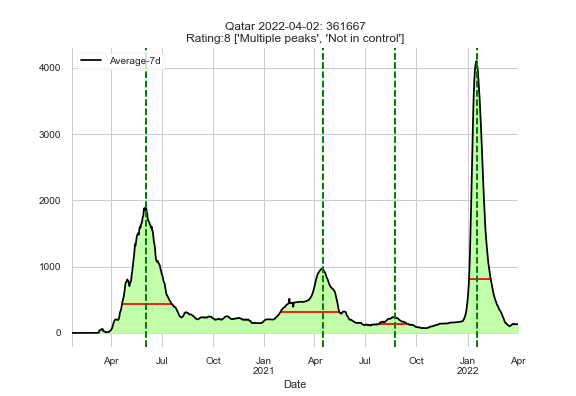 Qatar 2022-04-02: 361667
Rating:8 ['Multiple peaks', 'Not in control']
Average-7d
4000
3000
2000
1000
0
Apr Jul Oct Jan Apr Jul Oct Jan Apr
2021 2022
Date